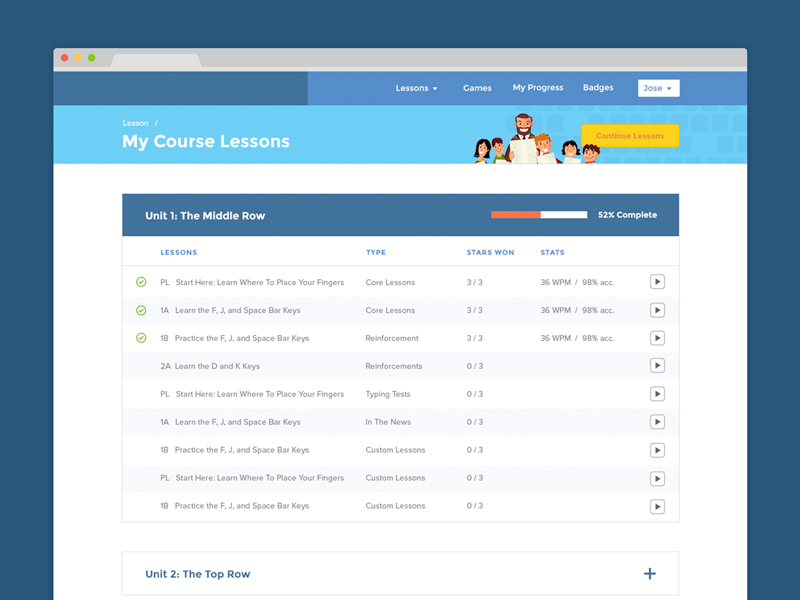 Lessons Games My Progress Badges Jose
Lesson /
My Course Lessons
Continue Lessons
Unit 1: The Middle Row 52% Complete
LESSONS TYPE STARS WON STATS
PL Start Here: Learn Where To Place Your Fingers Core Lessons 3 / 3 36 WPM / 98% acc.
1A Learn the F, J, and Space Bar Keys Core Lessons 3 / 3 36 WPM / 98% acc.
1B Practice the F, J, and Space Bar Keys Reinforcement 3 / 3 36 WPM / 98% acc.
2A Learn the D and K Keys Reinforcements 0 / 3
PL Start Here: Learn Where To Place Your Fingers Typing Tests 0 / 3
1A Learn the F, J, and Space Bar Keys In The News 0 / 3
1B Practice the F, J, and Space Bar Keys Custom Lessons 0 / 3
PL Start Here: Learn Where To Place Your Fingers Custom Lessons 0 / 3
1B Practice the F, J, and Space Bar Keys Custom Lessons 0 / 3
Unit 2: The Top Row